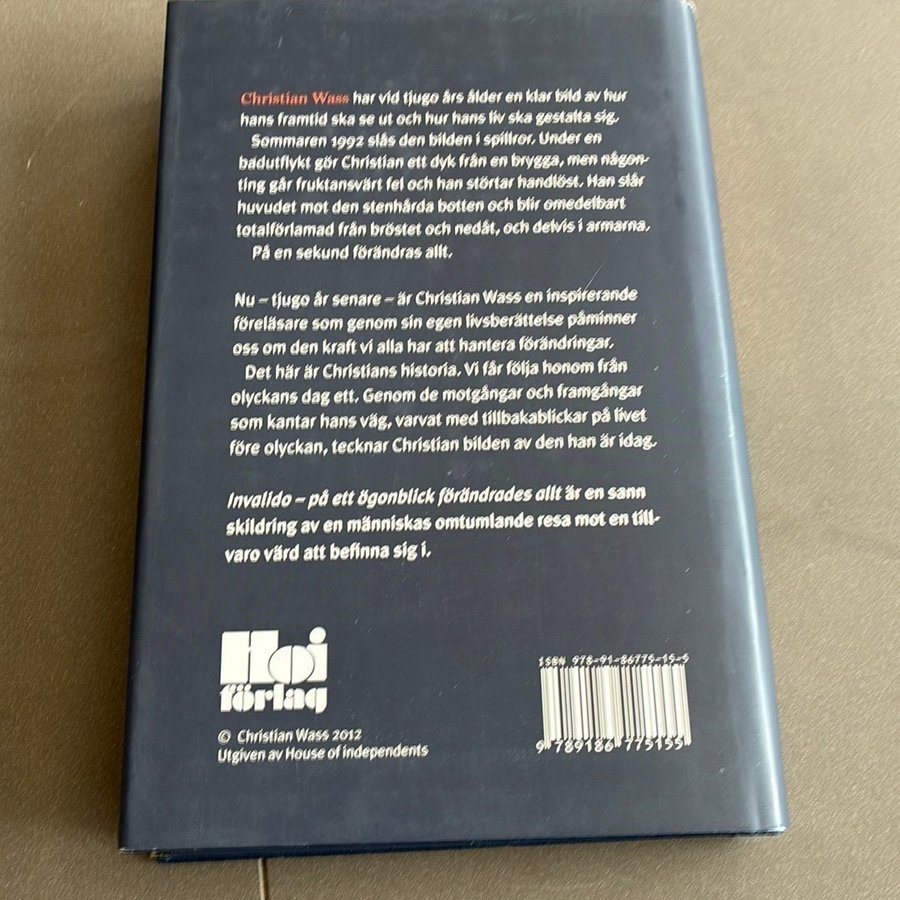 Christian Wass har vid tjugo års ålder en klar bild av hur
hans framtid ska se ut och hur hans liv ska gestalta sig.
Sommaren 1992 slås den bilden i spillror. Under en
badutflykt gör Christian ett dyk från en brygga, men någon-
ting går fruktansvärt fel och han störtar handlöst. Han slår
huvudet mot den stenhårda botten och blir omedelbart
totalförlamad från bröstet och nedåt, och delvis i armarna.
På en sekund förändras allt.
Nu – tjugo år senare – är Christian Wass en inspirerande
föreläsare som genom sin egen livsberättelse påminner
oss om den kraft vi alla har att hantera förändringar.
Det här är Christians historia. Vi får följa honom från
olyckans dag ett. Genom de motgångar och framgångar
som kantar hans väg, varvat med tillbakablickar på livet
före olyckan, tecknar Christian bilden av den han är idag.
Invalido – på ett ögonblick förändrades allt är en sann
skildring av en människas omtumlande resa mot en till-
varo värd att befinna sig i.
Hoi
förlag
© Christian Wass 2012
Utgiven av House of independents
ISBN 978-91-86775-15-5
9 789186 775155